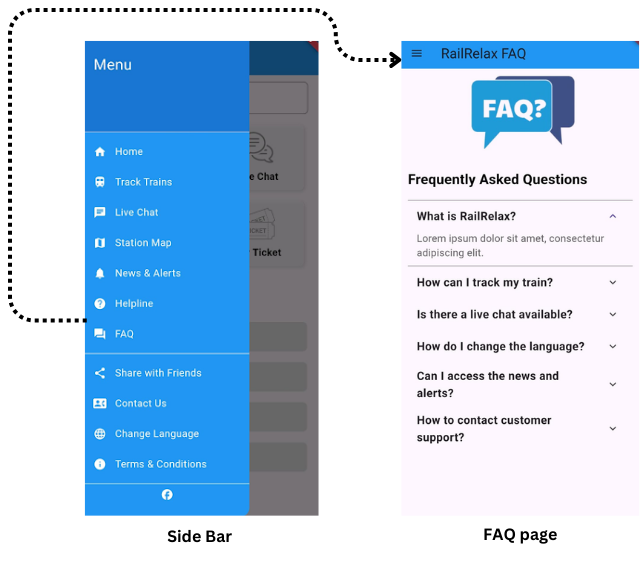 Menu
Home
Track Trains
Live Chat
Station Map
News & Alerts
Helpline
FAQ
Share with Friends
Contact Us
Change Language
Terms & Conditions
e Chat
Ticket
Side Bar
RailRelax FAQ
FAQ?
Frequently Asked Questions
What is RailRelax?
Lorem ipsum dolor sit amet, consectetur
adipiscing elit.
How can I track my train?
Is there a live chat available?
How do I change the language?
Can I access the news and
alerts?
How to contact customer
support?
FAQ page